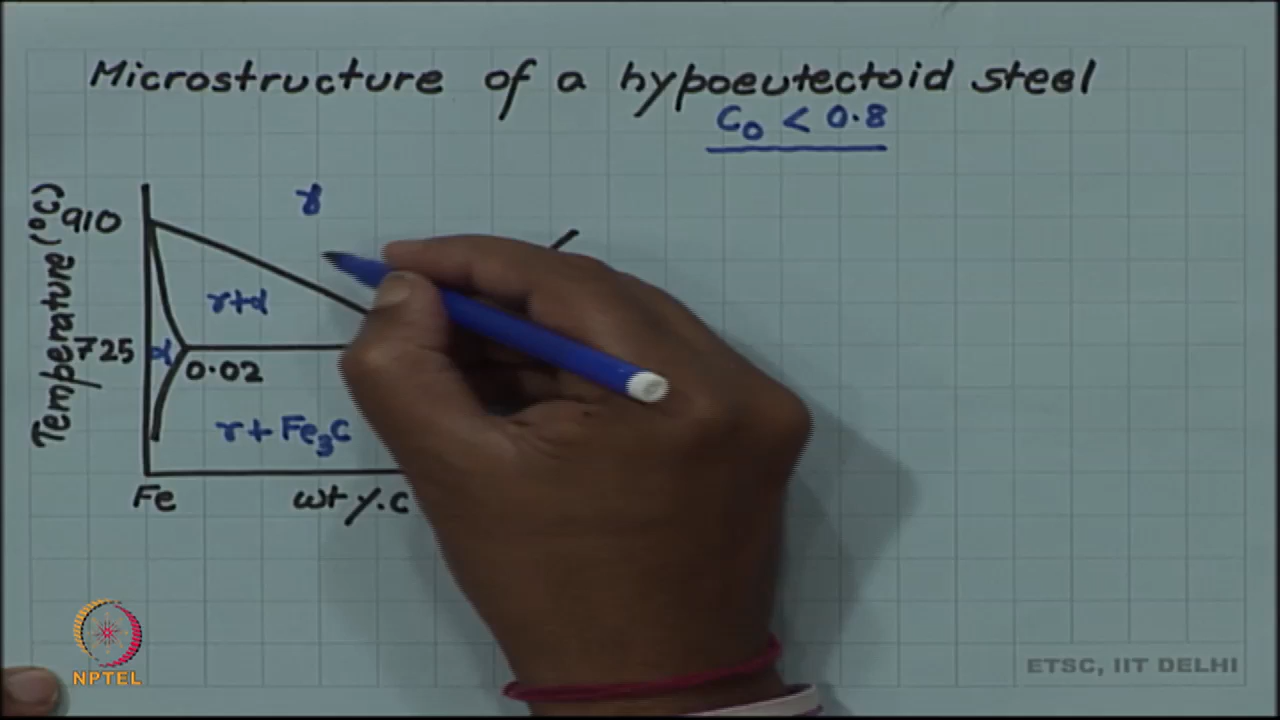 Microstructure of a hypoeutectoid steel
C₀ < 0.8
γ
Temperature (°C)
910
γ+α
725
α
0.02
γ + Fe₃C
Fe
wt %.C
NPTEL
ETSC, IIT DELHI